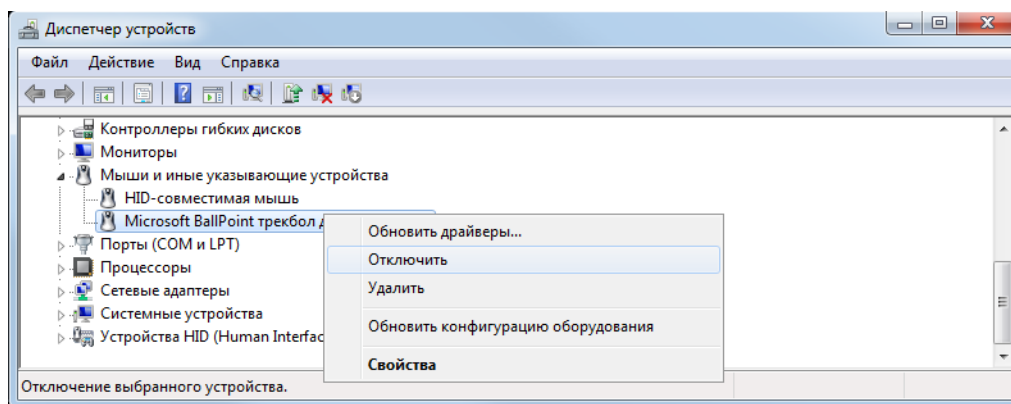 Диспетчер устройств
Файл Действие Вид Справка
Контроллеры гибких дисков
Мониторы
Мыши и иные указывающие устройства
HID-совместимая мышь
Microsoft BallPoint трекбол
Порты (COM и LPT)
Процессоры
Сетевые адаптеры
Системные устройства
Устройства HID (Human
Обновить драйверы...
Отключить
Удалить
Обновить конфигурацию оборудования
Свойства
Отключение выбранного устройства.